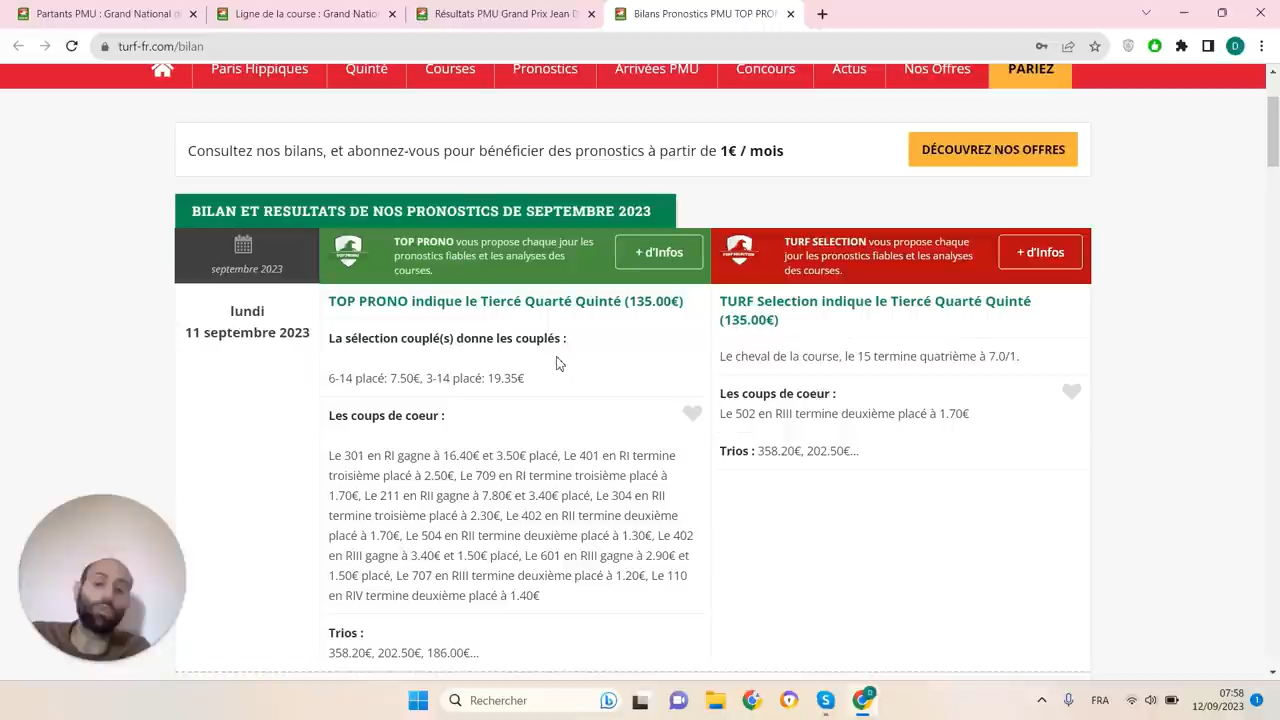 Partants PMU : Grand National d
Ligne de la course : Grand Natio
Résultats PMU Grand Prix Jean D
Bilans Pronostics PMU TOP PRO
turf-fr.com/bilan
D
Paris Hippiques Quinté Courses Pronostics Arrivées PMU Concours Actus Nos Offres PARIEZ
Consultez nos bilans, et abonnez-vous pour bénéficier des pronostics à partir de 1€ / mois
DÉCOUVREZ NOS OFFRES
BILAN ET RESULTATS DE NOS PRONOSTICS DE SEPTEMBRE 2023
septembre 2023
TOP PRONO vous propose chaque jour les
pronostics fiables et les analyses des
courses.
+ d'Infos
TURF SELECTION vous propose chaque
jour les pronostics fiables et les analyses
des courses.
+ d'Infos
lundi
11 septembre 2023
TOP PRONO indique le Tiercé Quarté Quinté (135.00€)
La sélection couplé(s) donne les couplés :
6-14 placé: 7.50€, 3-14 placé: 19.35€
Les coups de coeur :
Le 301 en RI gagne à 16.40€ et 3.50€ placé, Le 401 en RI termine
troisième placé à 2.50€, Le 709 en RI termine troisième placé à
1.70€, Le 211 en RII gagne à 7.80€ et 3.40€ placé, Le 304 en RII
termine troisième placé à 2.30€, Le 402 en RII termine deuxième
placé à 1.70€, Le 504 en RII termine deuxième placé à 1.30€, Le 402
en RIII gagne à 3.40€ et 1.50€ placé, Le 601 en RIII gagne à 2.90€ et
1.50€ placé, Le 707 en RIII termine deuxième placé à 1.20€, Le 110
en RIV termine deuxième placé à 1.40€
Trios :
358.20€, 202.50€, 186.00€...
TURF Selection indique le Tiercé Quarté Quinté
(135.00€)
Le cheval de la course, le 15 termine quatrième à 7.0/1.
Les coups de coeur :
Le 502 en RIII termine deuxième placé à 1.70€
Trios : 358.20€, 202.50€...
Rechercher
FRA
07:58
12/09/2023